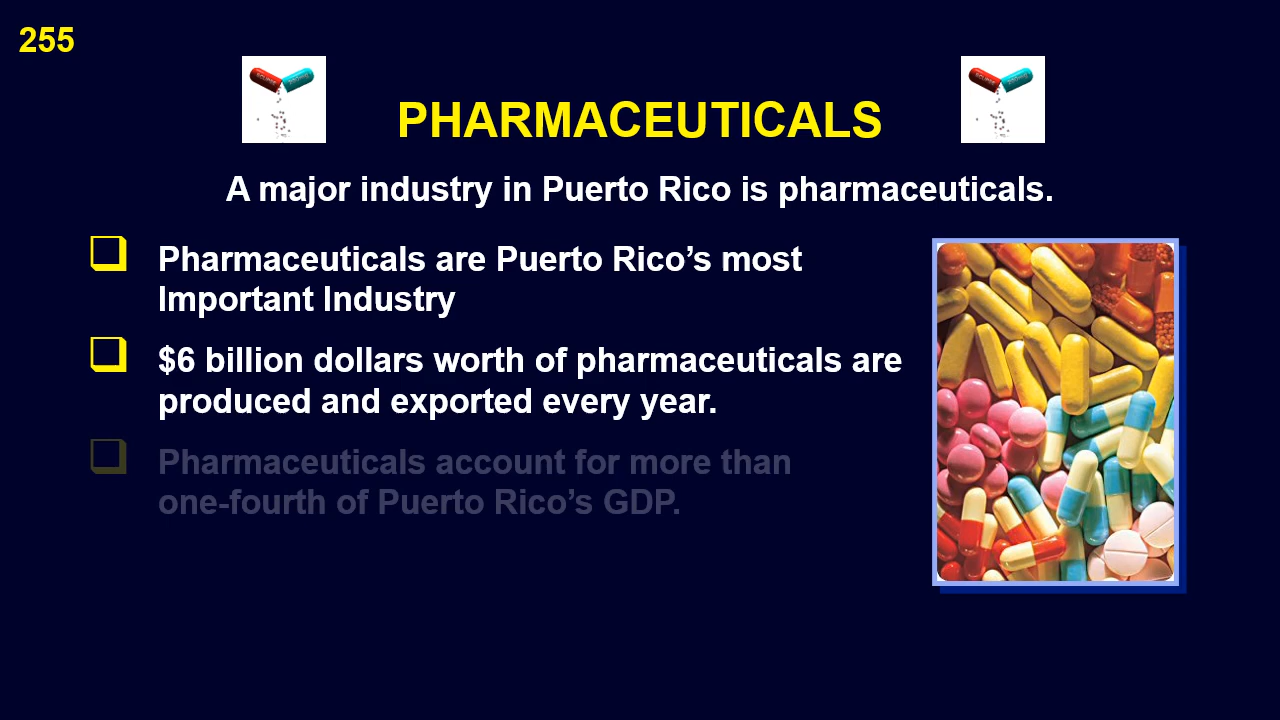 255
PHARMACEUTICALS
A major industry in Puerto Rico is pharmaceuticals.
Pharmaceuticals are Puerto Rico’s most
Important Industry
$6 billion dollars worth of pharmaceuticals are
produced and exported every year.
Pharmaceuticals account for more than
one-fourth of Puerto Rico’s GDP.